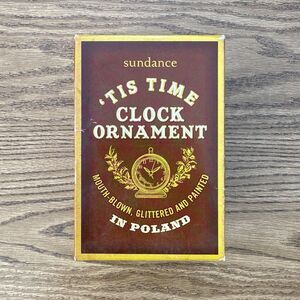 sundance
'TIS TIME
CLOCK
ORNAMENT
MOUTH-BLOWN, GLITTERED AND PAINTED
IN POLAND